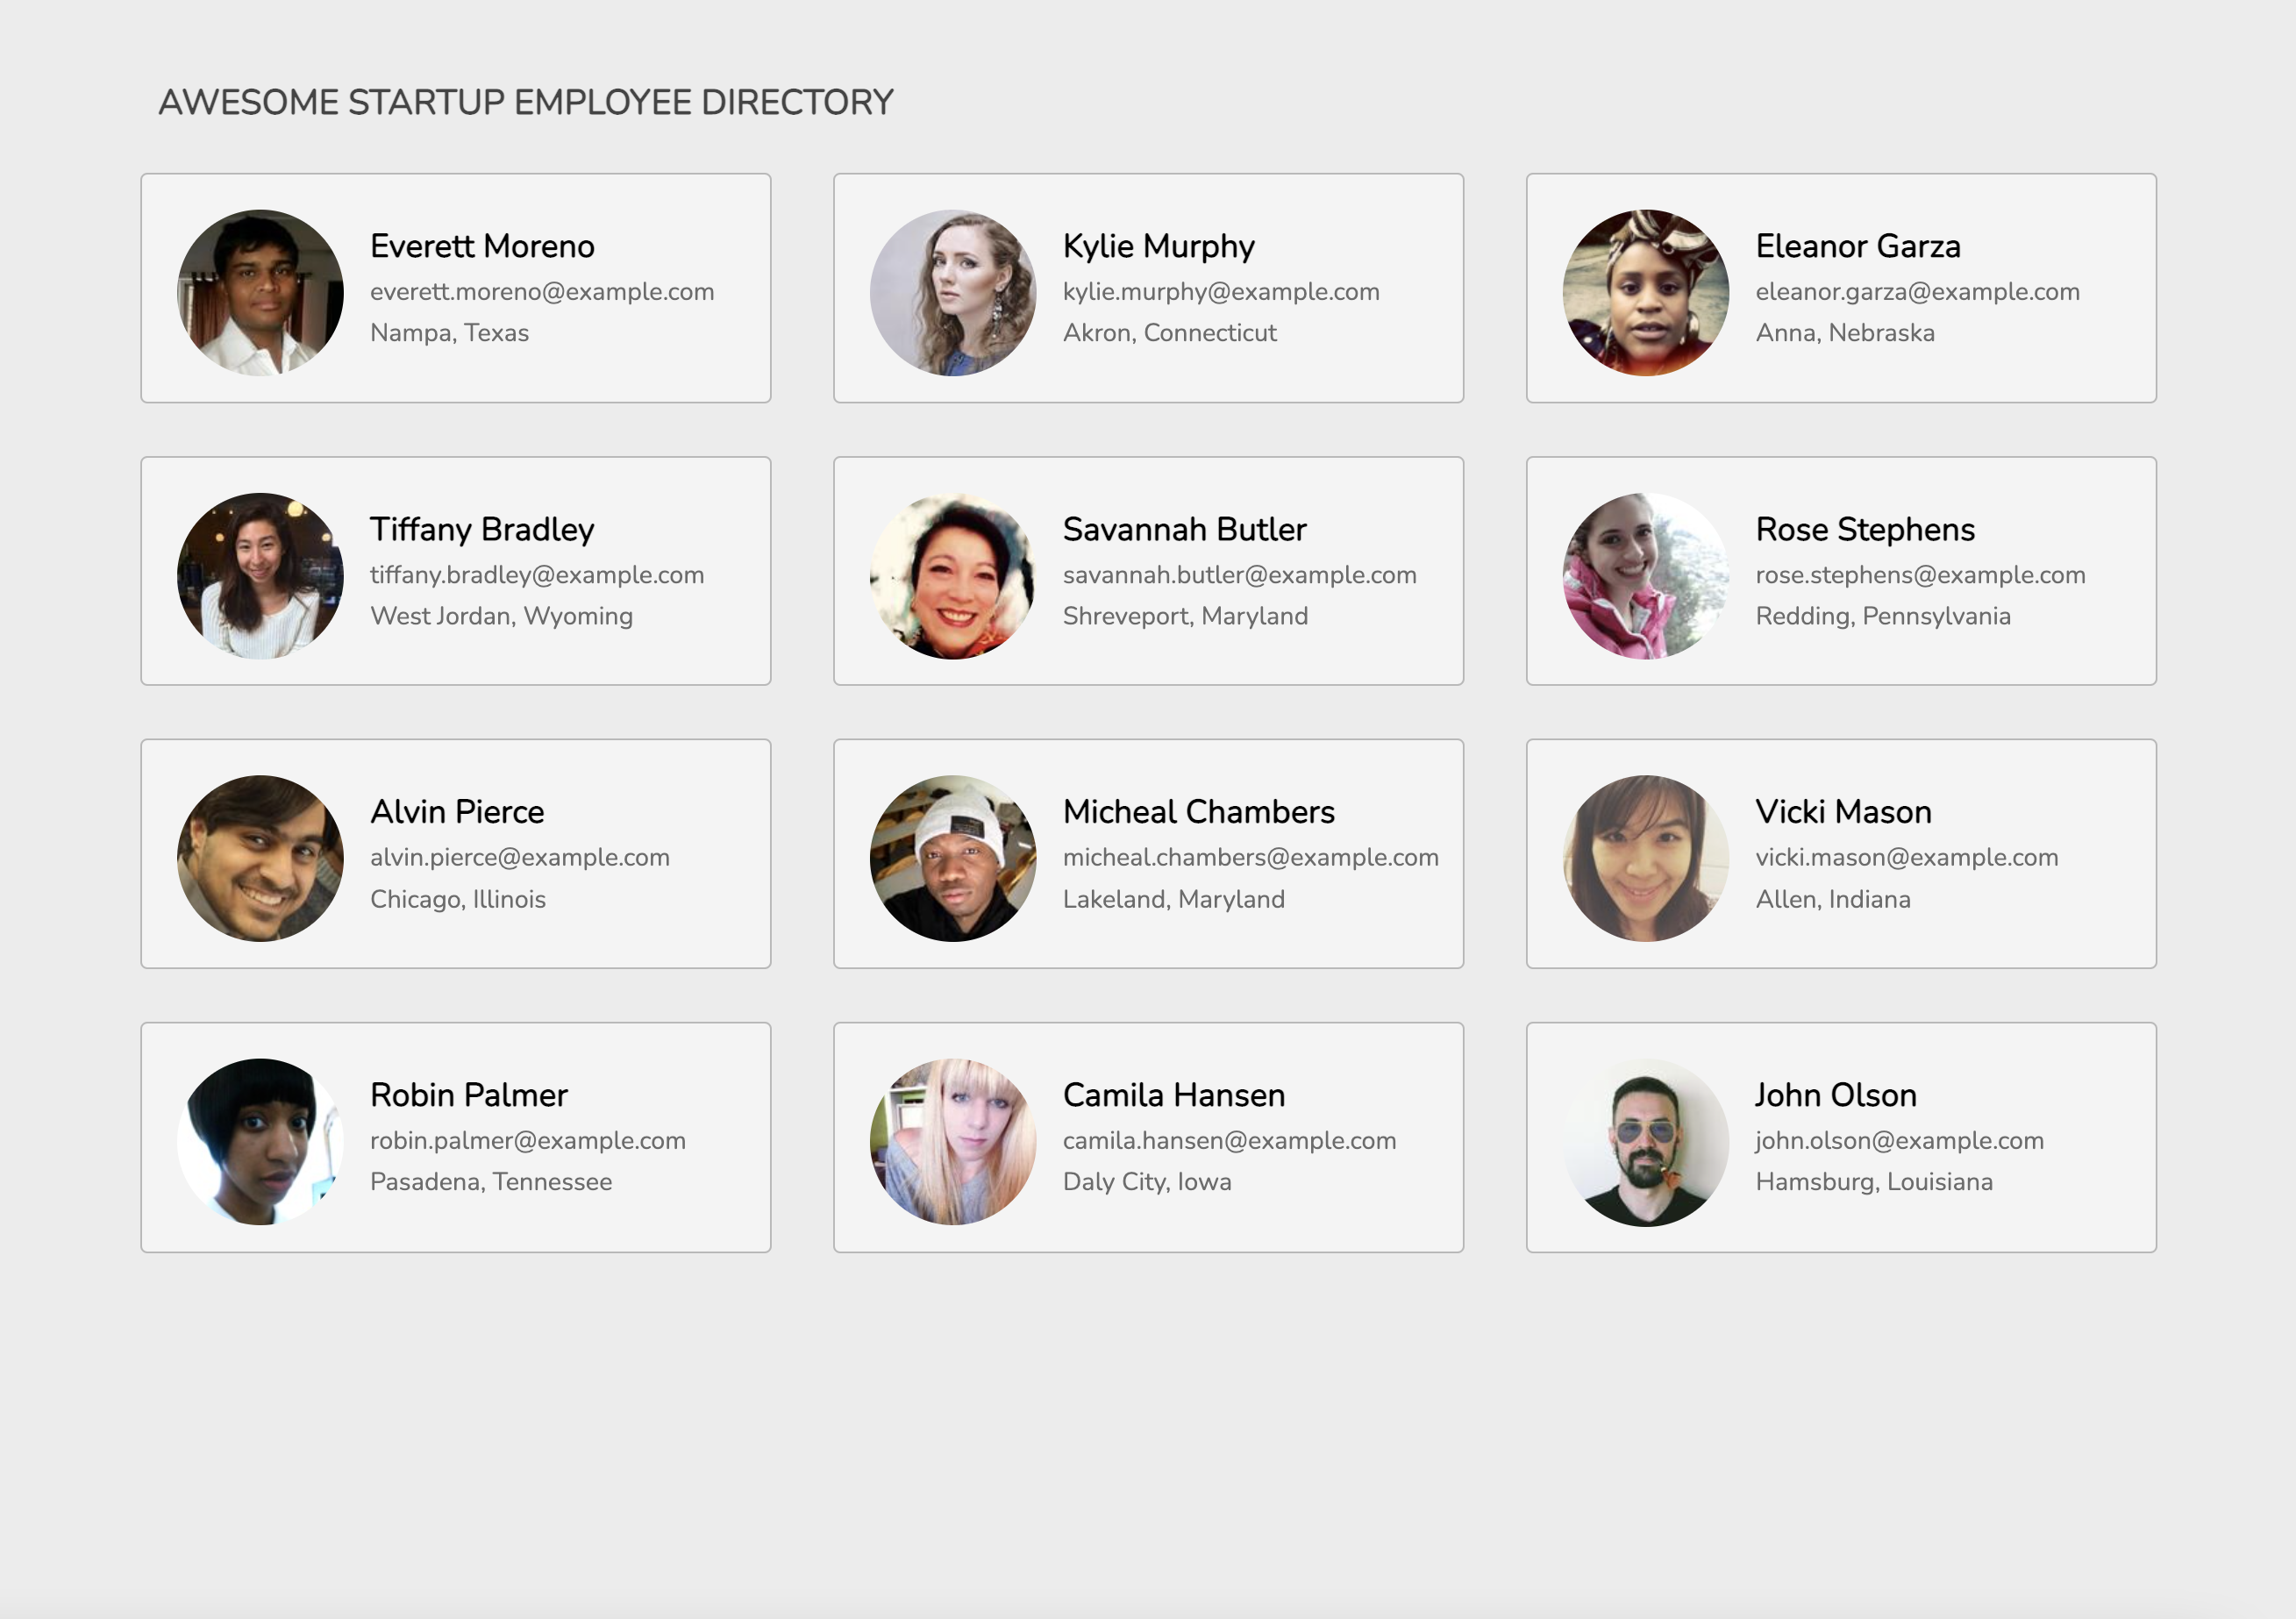 AWESOME STARTUP EMPLOYEE DIRECTORY
Everett Moreno
everett.moreno@example.com
Nampa, Texas
Kylie Murphy
kylie.murphy@example.com
Akron, Connecticut
Eleanor Garza
eleanor.garza@example.com
Anna, Nebraska
Tiffany Bradley
tiffany.bradley@example.com
West Jordan, Wyoming
Savannah Butler
savannah.butler@example.com
Shreveport, Maryland
Rose Stephens
rose.stephens@example.com
Redding, Pennsylvania
Alvin Pierce
alvin.pierce@example.com
Chicago, Illinois
Micheal Chambers
micheal.chambers@example.com
Lakeland, Maryland
Vicki Mason
vicki.mason@example.com
Allen, Indiana
Robin Palmer
robin.palmer@example.com
Pasadena, Tennessee
Camila Hansen
camila.hansen@example.com
Daly City, Iowa
John Olson
john.olson@example.com
Hamsburg, Louisiana